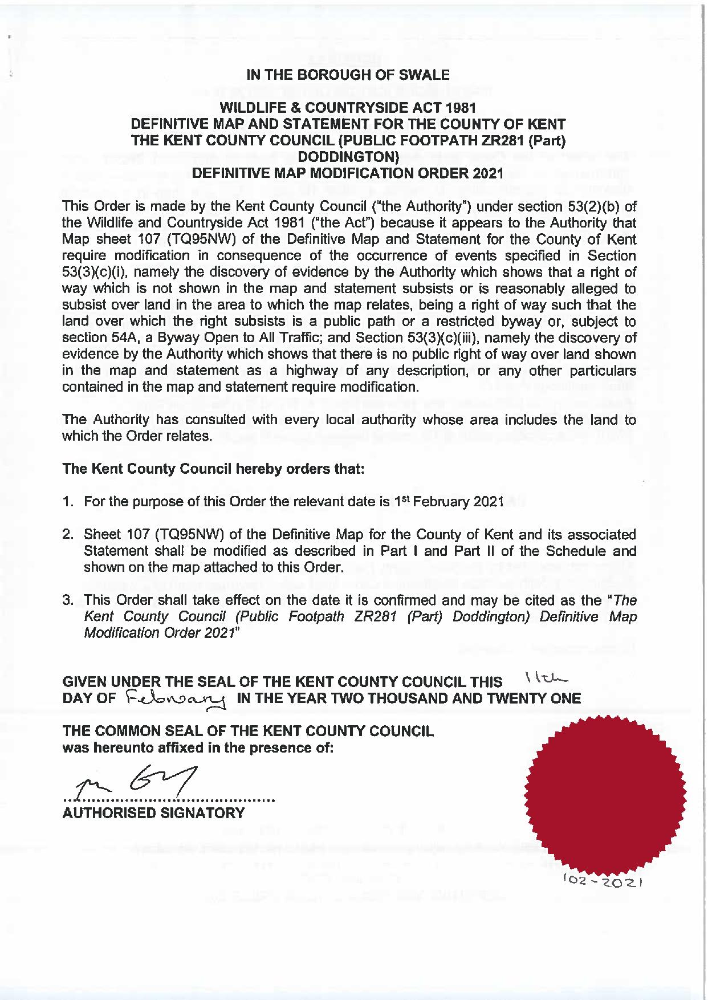 IN THE BOROUGH OF SWALE
WILDLIFE & COUNTRYSIDE ACT 1981
DEFINITIVE MAP AND STATEMENT FOR THE COUNTY OF KENT
THE KENT COUNTY COUNCIL (PUBLIC FOOTPATH ZR281 (Part)
DODDINGTON)
DEFINITIVE MAP MODIFICATION ORDER 2021
This Order is made by the Kent County Council ("the Authority") under section 53(2)(b) of
the Wildlife and Countryside Act 1981 ("the Act") because it appears to the Authority that
Map sheet 107 (TQ95NW) of the Definitive Map and Statement for the County of Kent
require modification in consequence of the occurrence of events specified in Section
53(3)(c)(i), namely the discovery of evidence by the Authority which shows that a right of
way which is not shown in the map and statement subsists or is reasonably alleged to
subsist over land in the area to which the map relates, being a right of way such that the
land over which the right subsists is a public path or a restricted byway or, subject to
section 54A, a Byway Open to All Traffic; and Section 53(3)(c)(iii), namely the discovery of
evidence by the Authority which shows that there is no public right of way over land shown
in the map and statement as a highway of any description, or any other particulars
contained in the map and statement require modification.
The Authority has consulted with every local authority whose area includes the land to
which the Order relates.
The Kent County Council hereby orders that:
1. For the purpose of this Order the relevant date is 1st February 2021
2. Sheet 107 (TQ95NW) of the Definitive Map for the County of Kent and its associated
Statement shall be modified as described in Part I and Part II of the Schedule and
shown on the map attached to this Order.
3. This Order shall take effect on the date it is confirmed and may be cited as the "The
Kent County Council (Public Footpath ZR281 (Part) Doddington) Definitive Map
Modification Order 2021"
GIVEN UNDER THE SEAL OF THE KENT COUNTY COUNCIL THIS 11th
DAY OF February IN THE YEAR TWO THOUSAND AND TWENTY ONE
THE COMMON SEAL OF THE KENT COUNTY COUNCIL
was hereunto affixed in the presence of:
AUTHORISED SIGNATORY
102-2021